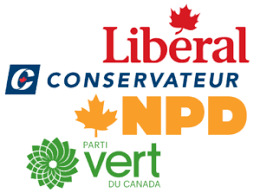 Libéral
CONSERVATEUR
NPD
PARTI
vert
DU CANADA